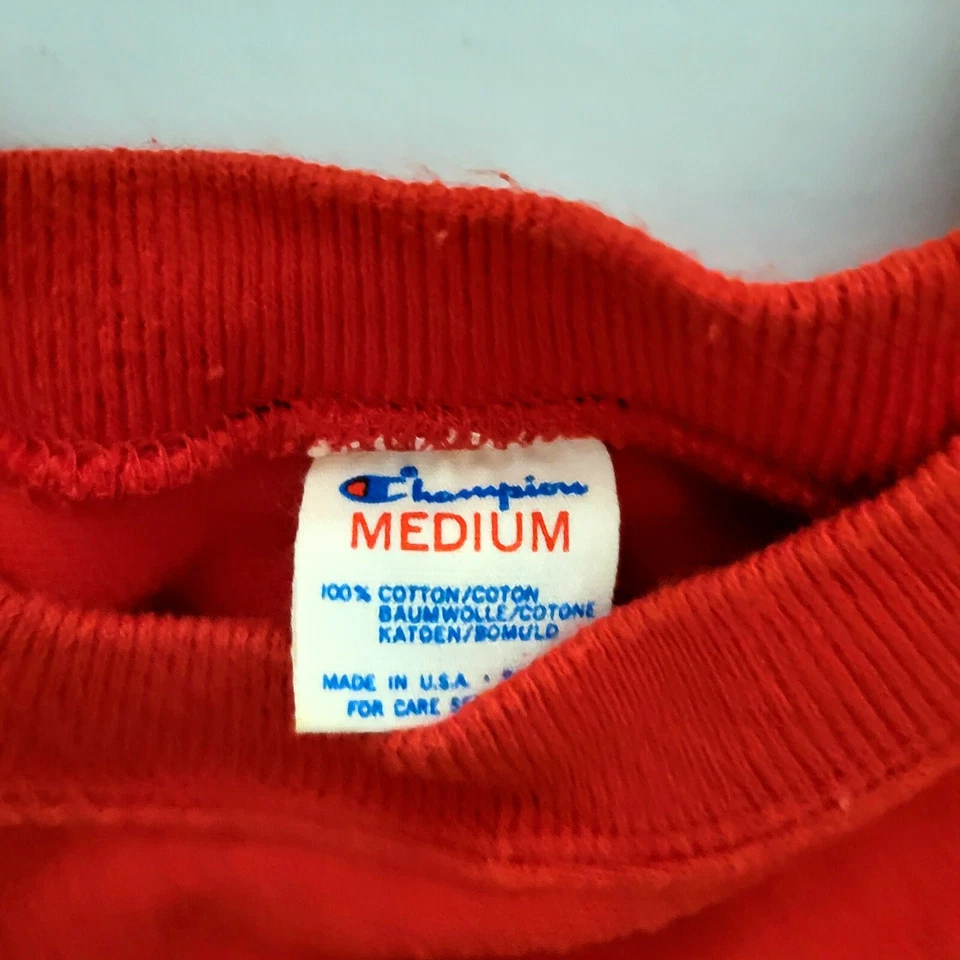 Champion
MEDIUM
100% COTTON/COTON
BAUMWOLLE/COTONE
KATOEN/BOMULD
MADE IN U.S.A. •
FOR CARE